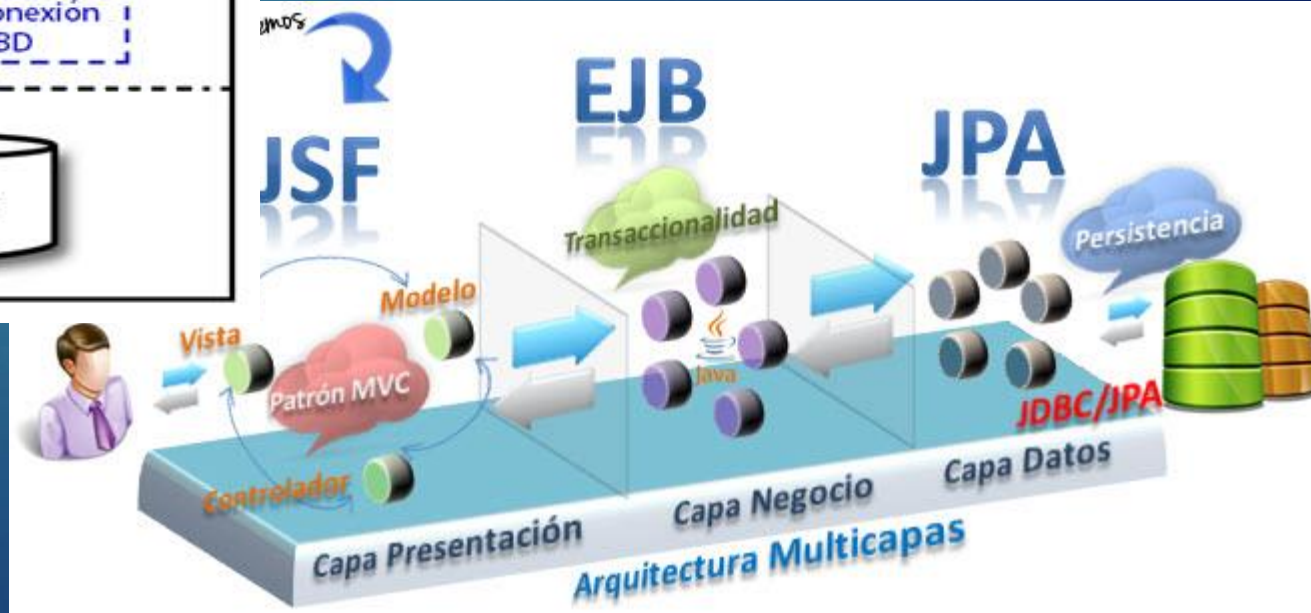 BD
JSF
EJB
JPA
Transaccionalidad
Persistencia
Modelo
Vista
Patrón MVC
Java
Controlador
JDBC/JPA
Capa Presentación
Capa Negocio
Capa Datos
Arquitectura Multicapas